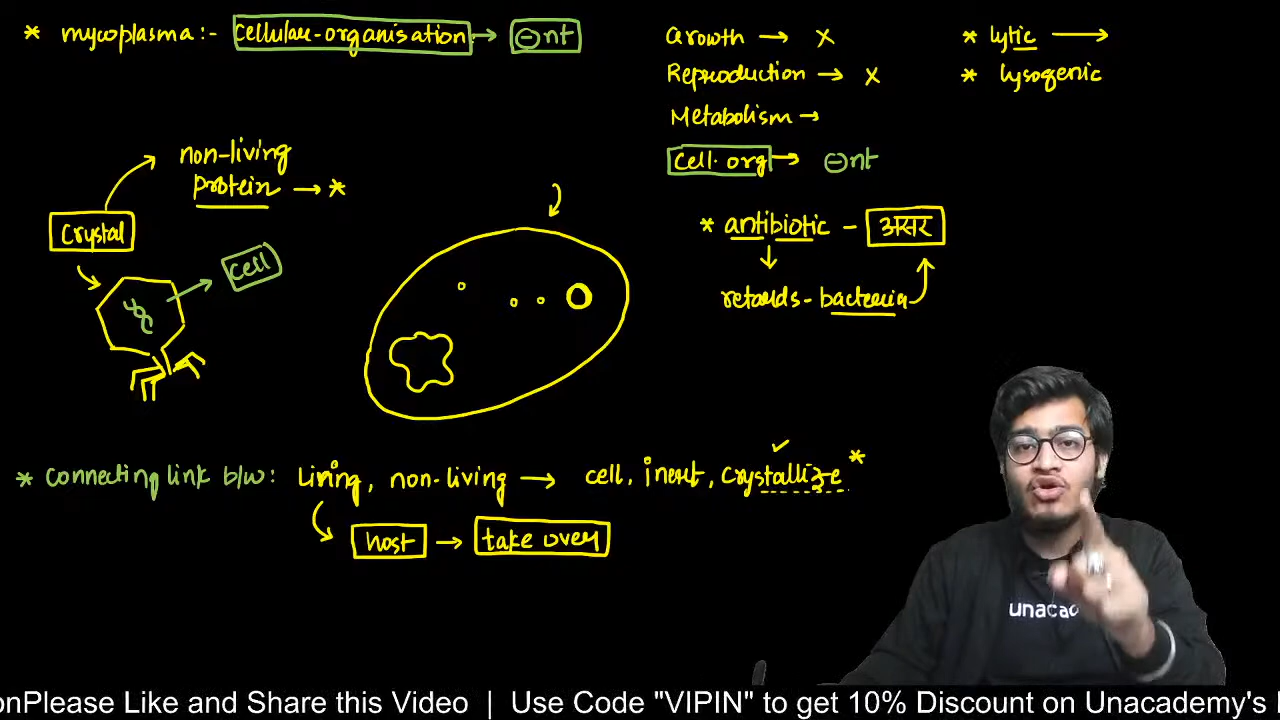 * mycoplasma :- Cellular-organisation → ⊖nt
Growth → X
Reproduction → X
Metabolism →
Cell. org → ⊖nt
* lytic →
* lysogenic
non-living
protein → *
Crystal
Cell
* antibiotic - असर
↓
retards - bacteria
* Connecting link b/w: Living, non-living → cell, inert, Crystallize *
host → take over
unacad
onPlease Like and Share this Video | Use Code "VIPIN" to get 10% Discount on Unacademy's